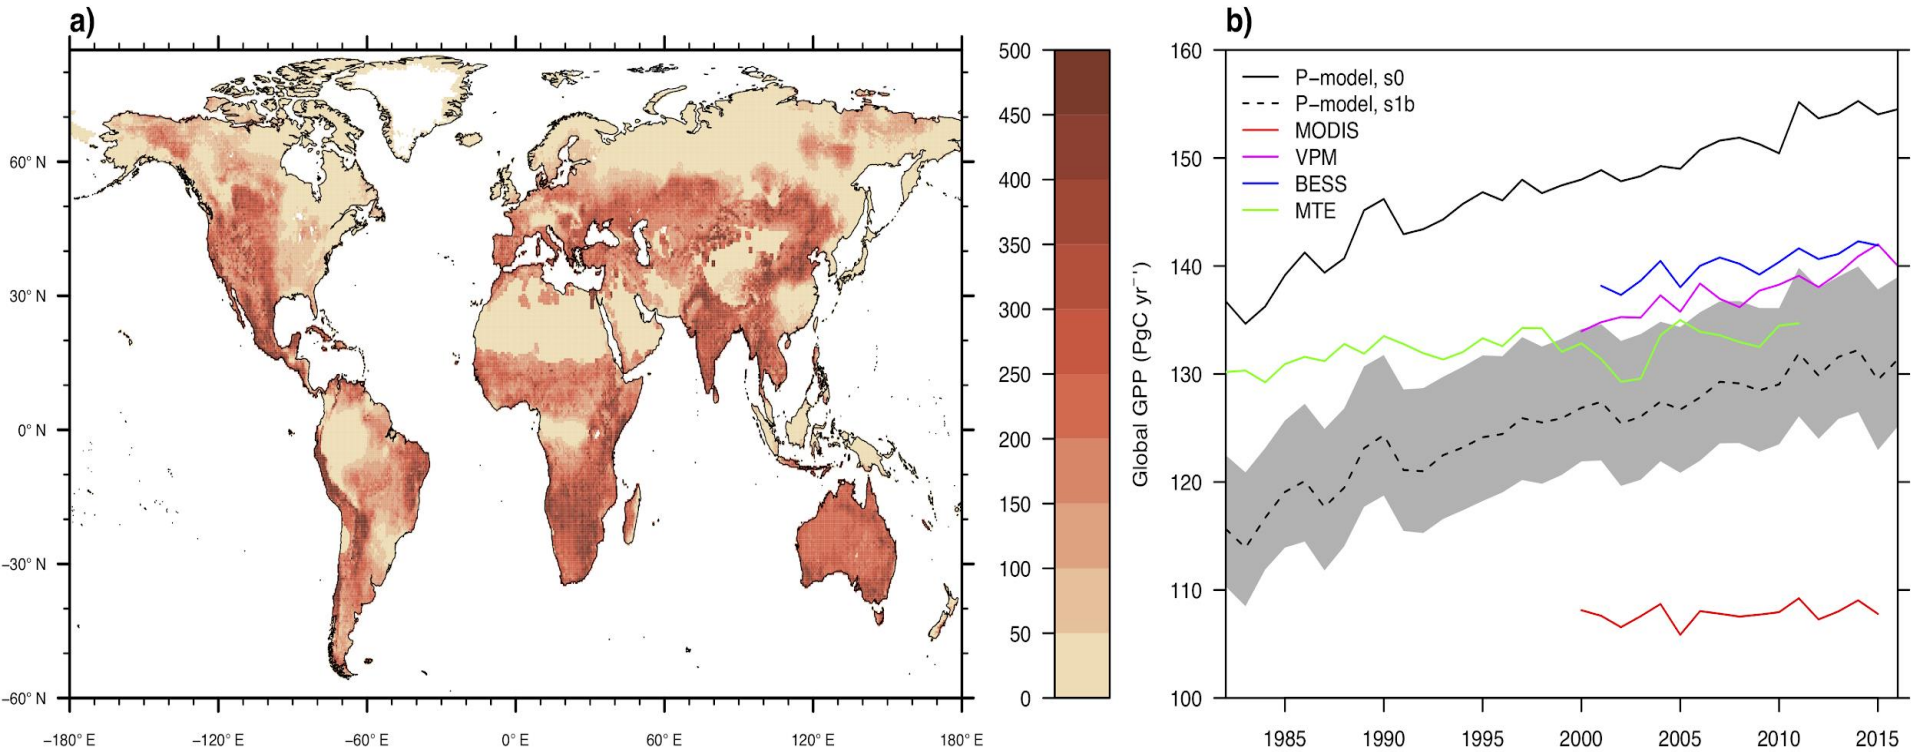 a)
60° N
30° N
0° N
−30° N
−60° N
−180° E
−120° E
−60° E
0° E
60° E
120° E
180° E
500
450
400
350
300
250
200
150
100
50
0
b)
Global GPP (PgC yr⁻¹)
160
150
140
130
120
110
100
P−model, s0
P−model, s1b
MODIS
VPM
BESS
MTE
1985
1990
1995
2000
2005
2010
2015